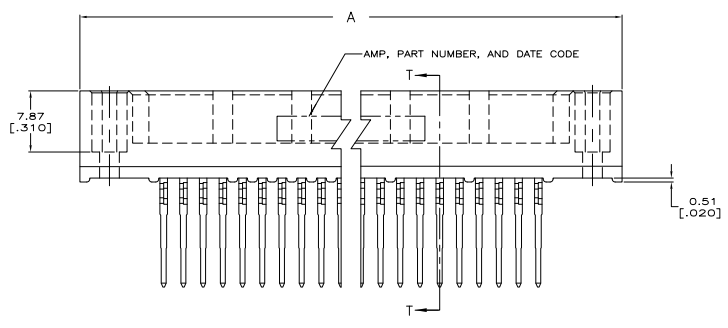 A
AMP, PART NUMBER, AND DATE CODE
T
7.87
[.310]
0.51
[.020]
T